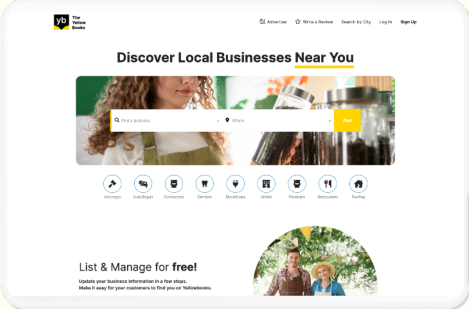 yb The
Yellow
Books
Advertise Write a Review Search by City Log In Sign Up
Discover Local Businesses Near You
Find a business Where Find
Attorneys Auto Repair Contractors Dentists Electricians Hotels Plumbers Restaurants Roofing
List & Manage for free!
Update your business information in a few steps.
Make it easy for your customers to find you on Yellowbooks.